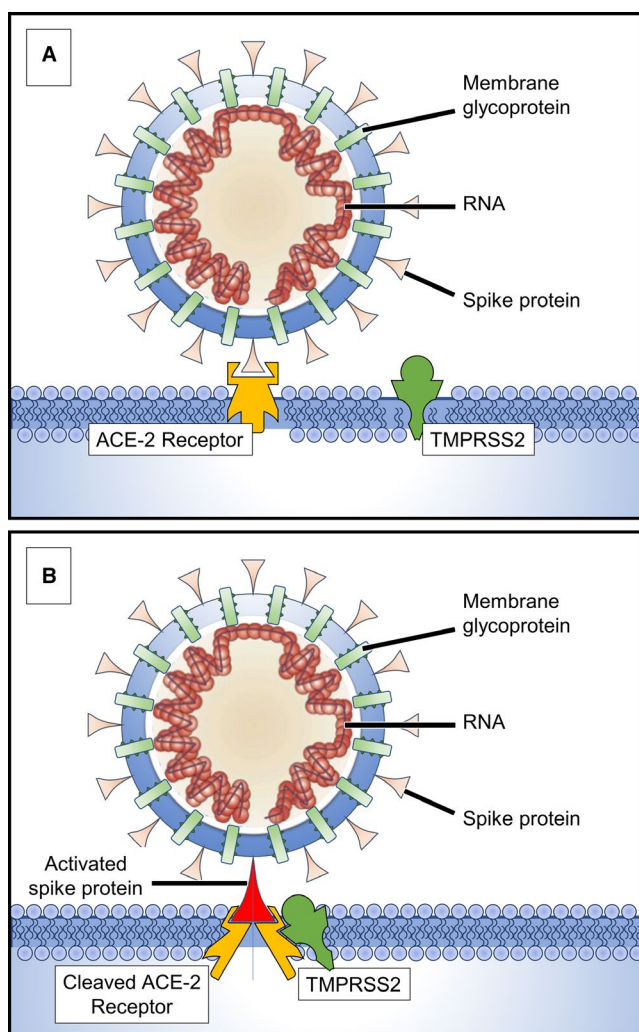 A
Membrane
glycoprotein
RNA
Spike protein
ACE-2 Receptor
TMPRSS2
B
Membrane
glycoprotein
RNA
Spike protein
Activated
spike protein
Cleaved ACE-2
Receptor
TMPRSS2